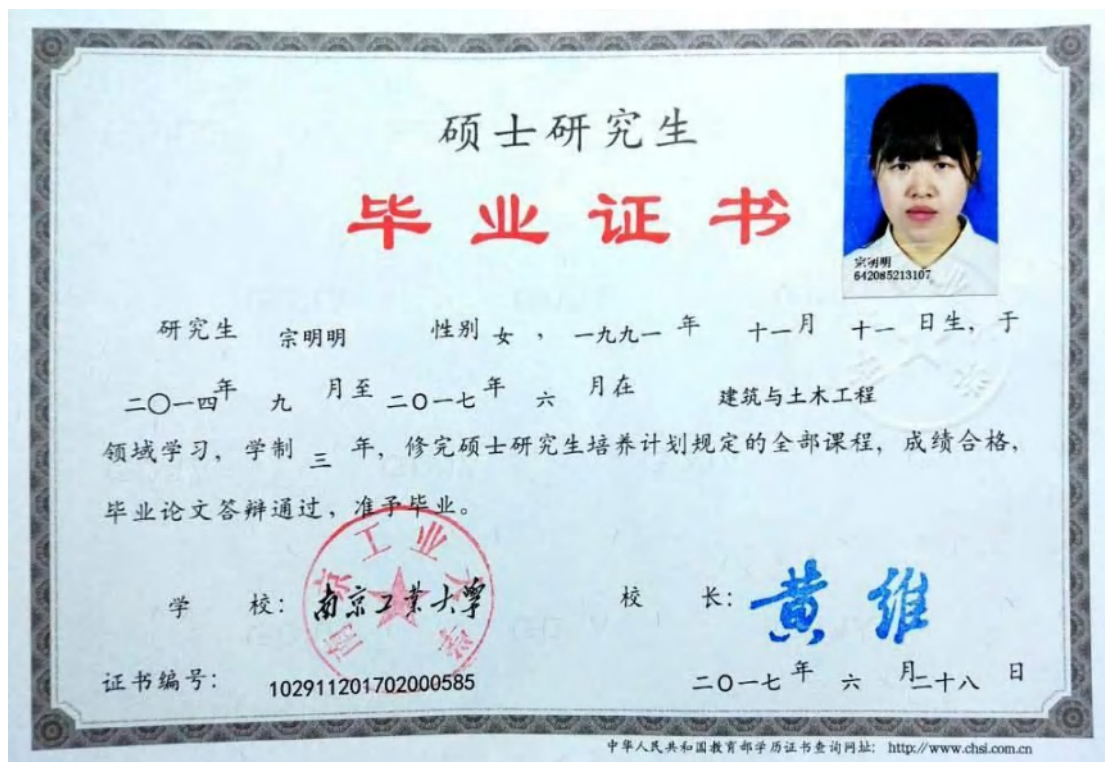 硕士研究生
毕业证书
宗明明
642085213107
研究生 宗明明 性别 女 ， 一九九一 年 十一 月 十一 日生，于
二〇一四 年 九 月至 二〇一七 年 六 月在 建筑与土木工程
领域学习，学制 三 年，修完硕士研究生培养计划规定的全部课程，成绩合格，
毕业论文答辩通过，准予毕业。
南京工业大学
学 校： 南京工业大学 校 长： 黄维
证书编号： 102911201702000585 二〇一七 年 六 月 二十八 日
中华人民共和国教育部学历证书查询网址： http://www.chsi.com.cn